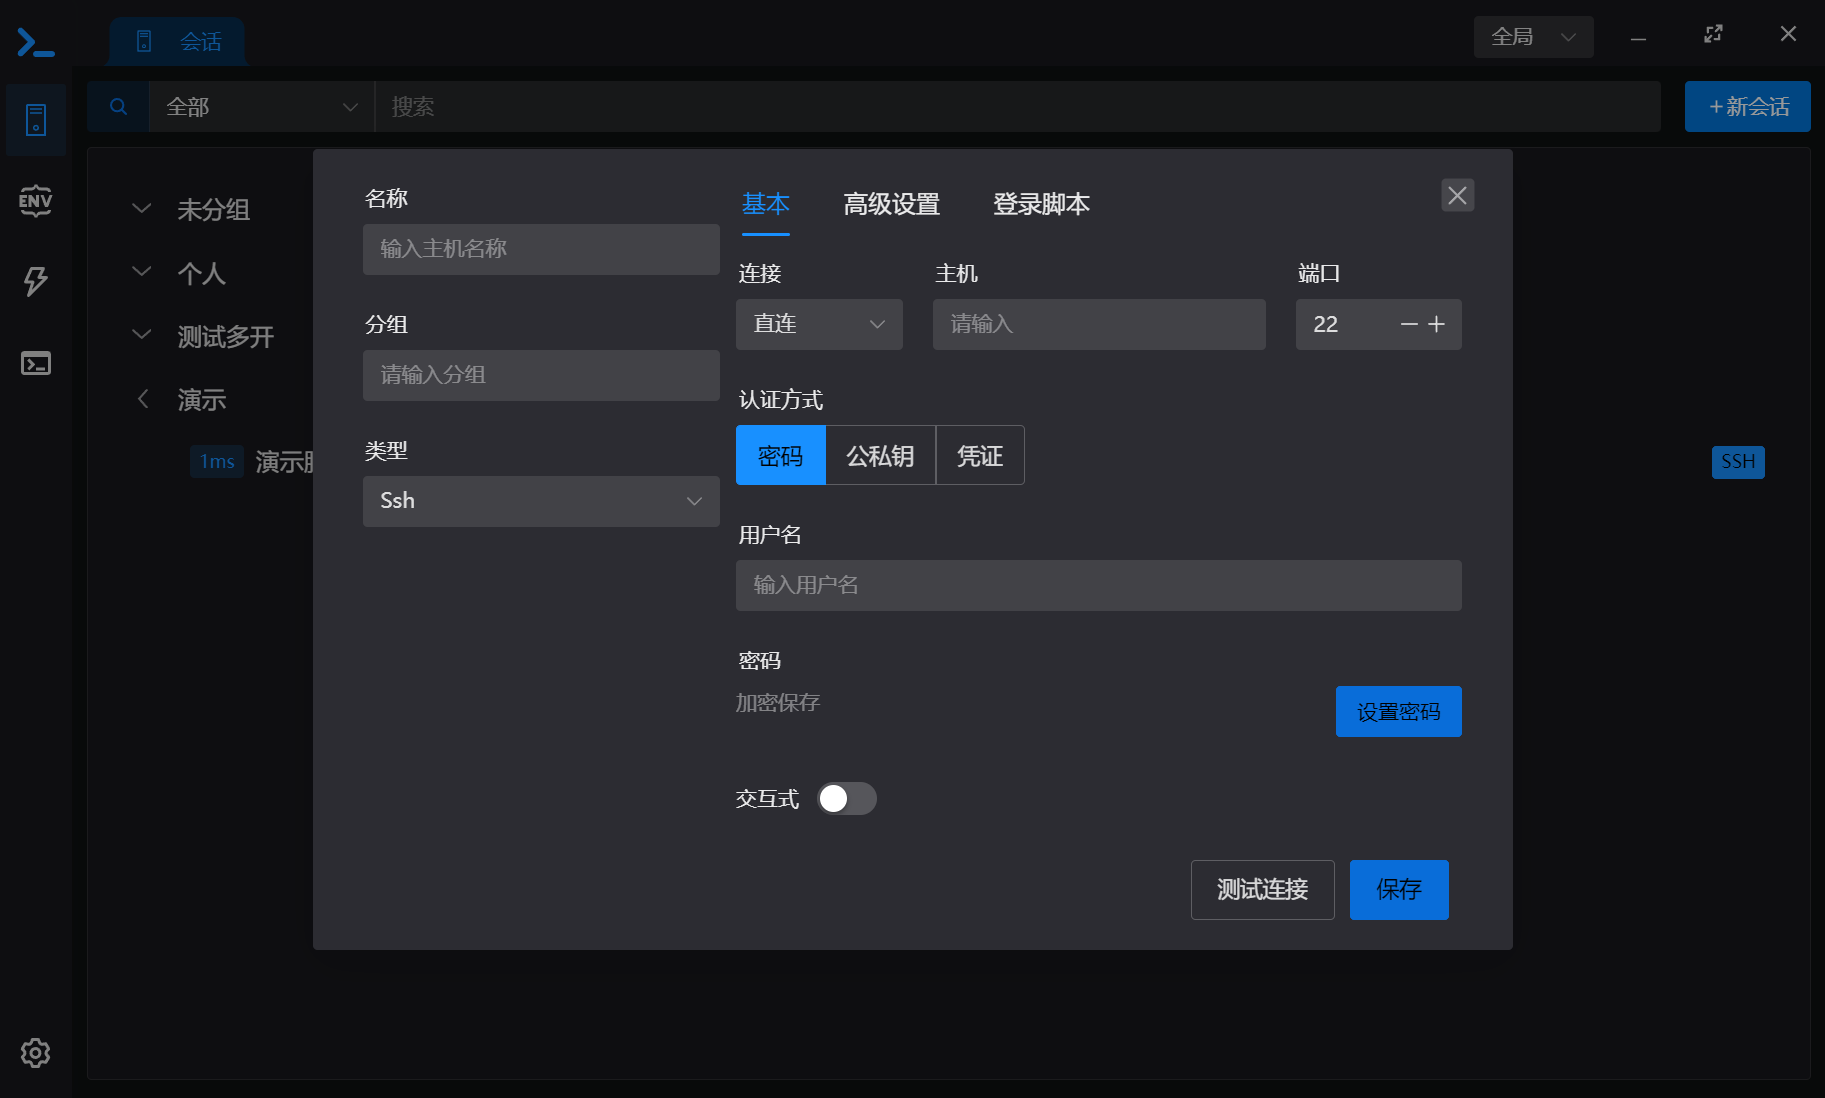 会话
全局
全部
搜索
+新会话
ENV
未分组
个人
测试多开
演示
1ms 演示
SSH
名称
输入主机名称
分组
请输入分组
类型
Ssh
基本 高级设置 登录脚本
连接 主机 端口
直连 请输入 22
认证方式
密码 公私钥 凭证
用户名
输入用户名
密码
加密保存
设置密码
交互式
测试连接 保存